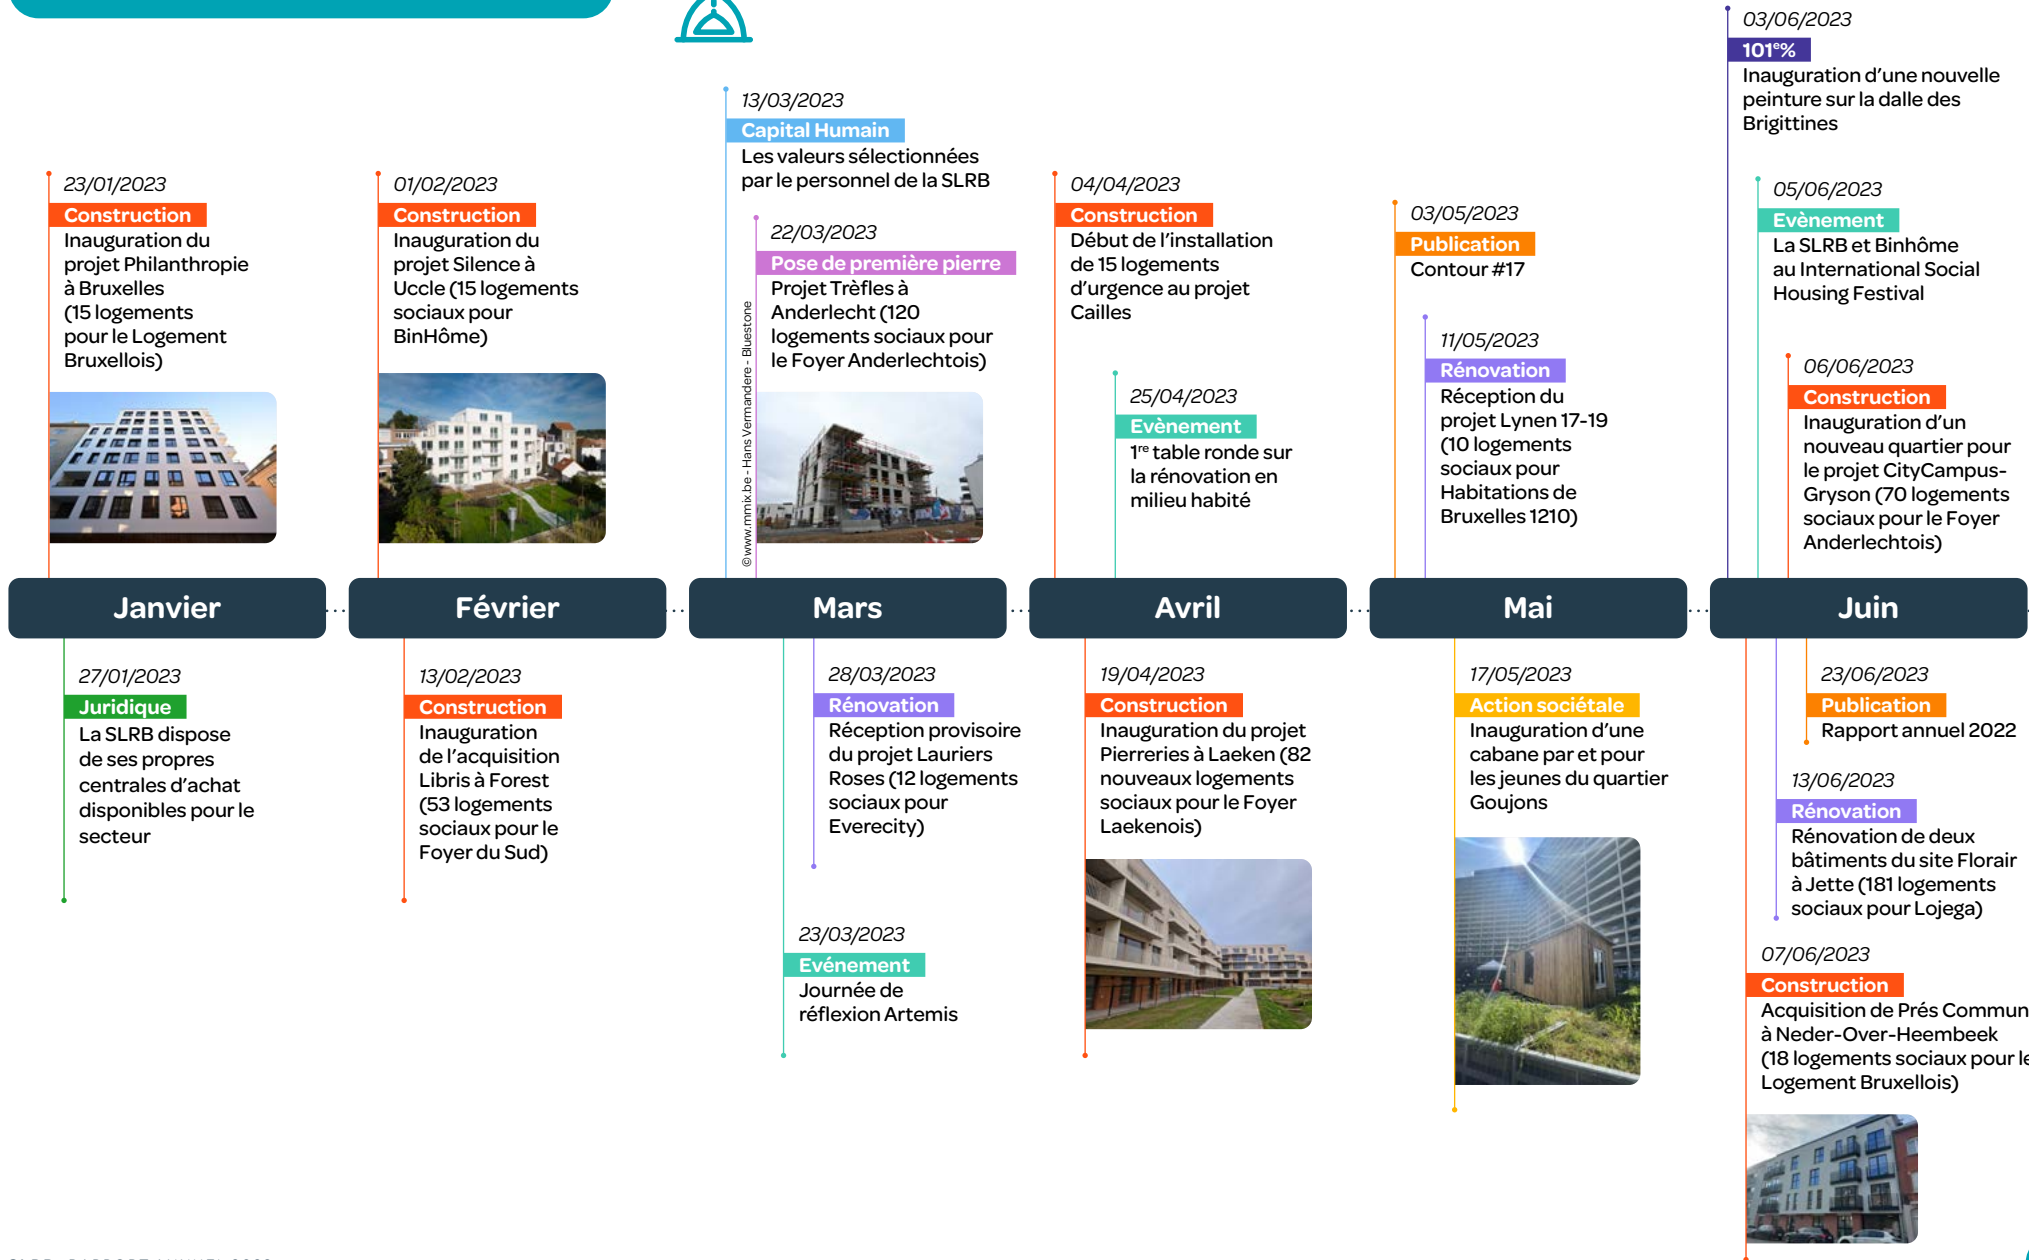 23/01/2023
Construction
Inauguration du
projet Philanthropie
à Bruxelles
(15 logements
pour le Logement
Bruxellois)
01/02/2023
Construction
Inauguration du
projet Silence à
Uccle (15 logements
sociaux pour
BinHôme)
13/03/2023
Capital Humain
Les valeurs sélectionnées
par le personnel de la SLRB
22/03/2023
Pose de première pierre
Projet Trèfles à
Anderlecht (120
logements sociaux pour
le Foyer Anderlechtois)
©www.mmix.be - Hans Vermandere - Bluestone
04/04/2023
Construction
Début de l'installation
de 15 logements
d'urgence au projet
Cailles
25/04/2023
Evènement
1re table ronde sur
la rénovation en
milieu habité
03/05/2023
Publication
Contour #17
11/05/2023
Rénovation
Réception du
projet Lynen 17-19
(10 logements
sociaux pour
Habitations de
Bruxelles 1210)
03/06/2023
101e%
Inauguration d'une nouvelle
peinture sur la dalle des
Brigittines
05/06/2023
Evènement
La SLRB et Binhôme
au International Social
Housing Festival
06/06/2023
Construction
Inauguration d'un
nouveau quartier pour
le projet CityCampus-
Gryson (70 logements
sociaux pour le Foyer
Anderlechtois)
Janvier
Février
Mars
Avril
Mai
Juin
27/01/2023
Juridique
La SLRB dispose
de ses propres
centrales d'achat
disponibles pour le
secteur
13/02/2023
Construction
Inauguration
de l'acquisition
Libris à Forest
(53 logements
sociaux pour le
Foyer du Sud)
28/03/2023
Rénovation
Réception provisoire
du projet Lauriers
Roses (12 logements
sociaux pour
Everecity)
23/03/2023
Evénement
Journée de
réflexion Artemis
19/04/2023
Construction
Inauguration du projet
Pierreries à Laeken (82
nouveaux logements
sociaux pour le Foyer
Laekenois)
17/05/2023
Action sociétale
Inauguration d'une
cabane par et pour
les jeunes du quartier
Goujons
23/06/2023
Publication
Rapport annuel 2022
13/06/2023
Rénovation
Rénovation de deux
bâtiments du site Florair
à Jette (181 logements
sociaux pour Lojega)
07/06/2023
Construction
Acquisition de Prés Commun
à Neder-Over-Heembeek
(18 logements sociaux pour le
Logement Bruxellois)